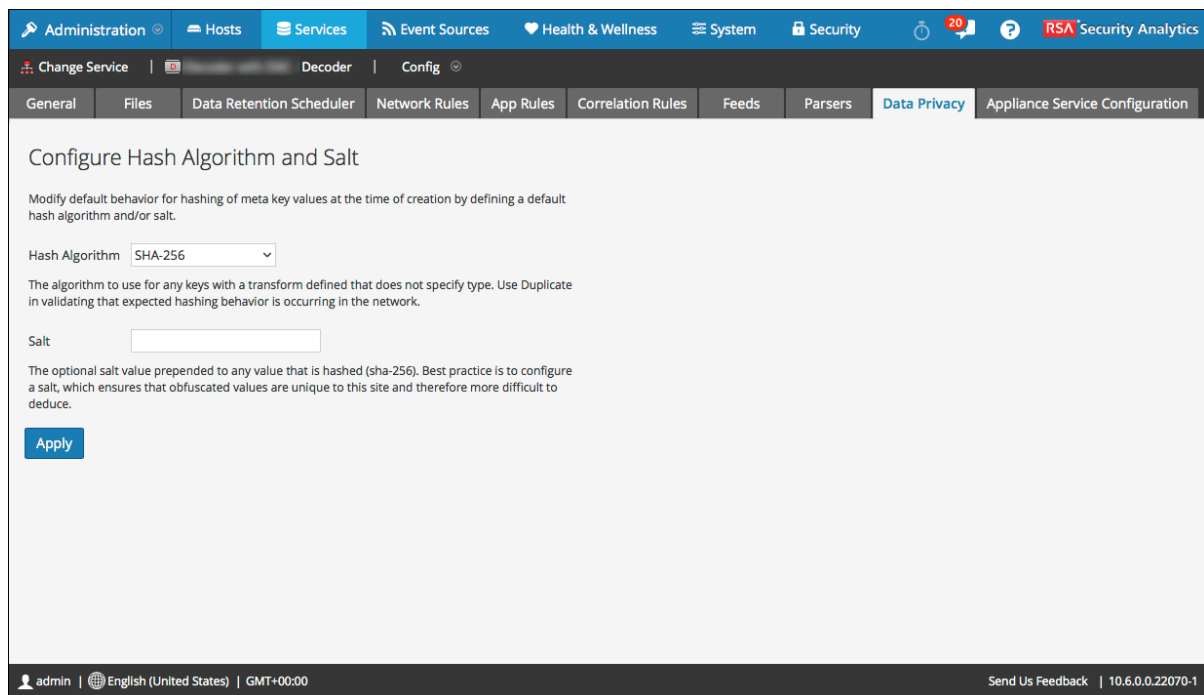 Administration Hosts Services Event Sources Health & Wellness System Security 20 ? RSA Security Analytics
Change Service | D Decoder | Config
General Files Data Retention Scheduler Network Rules App Rules Correlation Rules Feeds Parsers Data Privacy Appliance Service Configuration
Configure Hash Algorithm and Salt
Modify default behavior for hashing of meta key values at the time of creation by defining a default
hash algorithm and/or salt.
Hash Algorithm SHA-256
The algorithm to use for any keys with a transform defined that does not specify type. Use Duplicate
in validating that expected hashing behavior is occurring in the network.
Salt
The optional salt value prepended to any value that is hashed (sha-256). Best practice is to configure
a salt, which ensures that obfuscated values are unique to this site and therefore more difficult to
deduce.
Apply
admin | English (United States) | GMT+00:00 Send Us Feedback | 10.6.0.0.22070-1